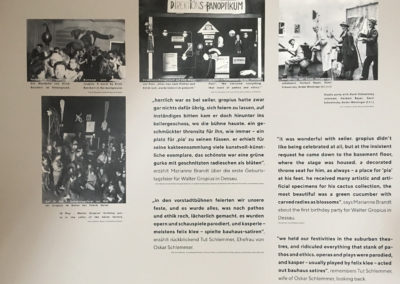 DIREKTIONS-PANOPTIKUM
„herrlich war es bei seiler. gropius hatte zwar
gar nichts dafür übrig, sich feiern zu lassen, auf
inständiges bitten kam er doch hinunter ins
kellergeschoss, wo die bühne hauste. ein ge-
schmückter thronsitz für ihn, wie immer – ein
platz für 'pia' zu seinen füssen. er erhielt für
seine kakteensammlung viele kunstvoll-künst-
liche exemplare, das schönste war eine grüne
gurke mit geschnitzten radieschen als blüten",
erzählt Marianne Brandt über die erste Geburts-
tagsfeier für Walter Gropius in Dessau.
„in den vorstadtbühnen feierten wir unsere
feste, und es wurde alles, was nach pathos
und ethik roch, lächerlich gemacht. es wurden
opern und schauspiele parodiert, und kasperle –
meistens felix klee – spielte bauhaus-satiren",
erzählt rückblickend Tut Schlemmer, Ehefrau von
Oskar Schlemmer.
"it was wonderful with seiler. gropius didn't
like being celebrated at all, but at the insistent
request he came down to the basement floor,
where the stage was housed. a decorated
throne seat for him, as always – a place for 'pia'
at his feet. he received many artistic and arti-
ficial specimens for his cactus collection, the
most beautiful was a green cucumber with
carved radises as blossoms", says Marianne Brandt
about the first birthday party for Walter Gropius in
Dessau.
"we held our festivities in the suburban thea-
tres, and ridiculed everything that stank of pa-
thos and ethics. operas and plays were parodied,
and kasper – usually played by felix klee – acted
out bauhaus satires", remembers Tut Schlemmer,
wife of Oskar Schlemmer, looking back.